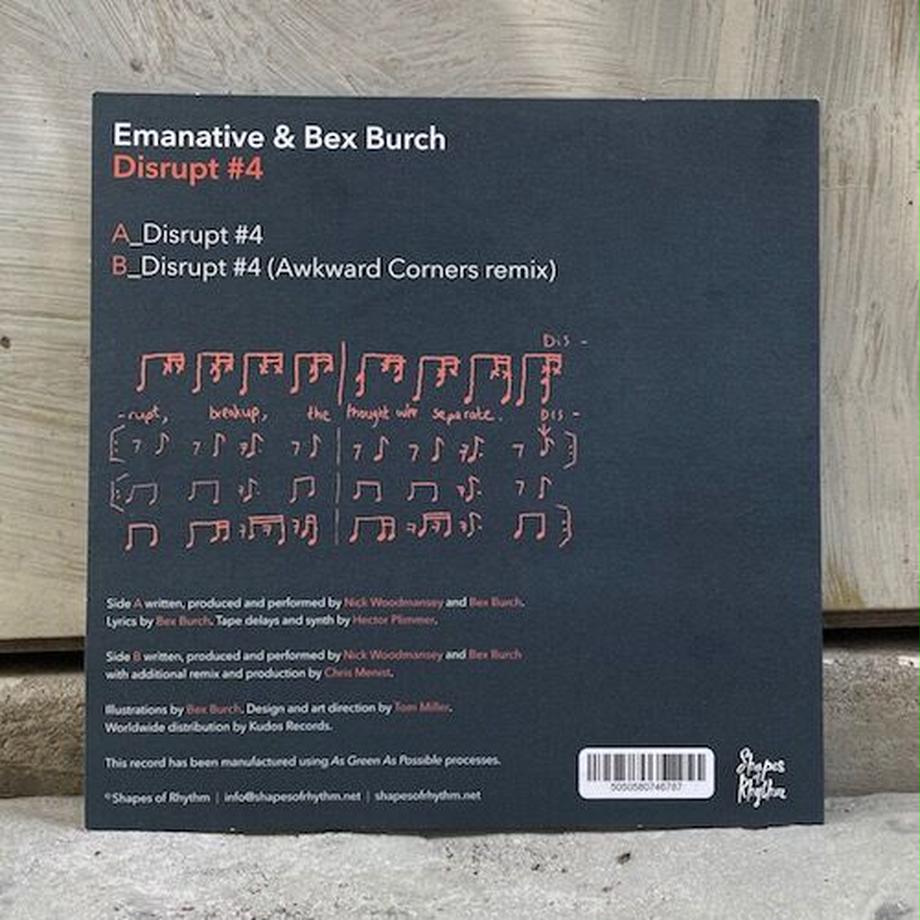 Emanative & Bex Burch
Disrupt #4
A_Disrupt #4
B_Disrupt #4 (Awkward Corners remix)
Dis -
-rupt, breakup, the thought we separate. Dis -
Side A written, produced and performed by Nick Woodmansey and Bex Burch.
Lyrics by Bex Burch. Tape delays and synth by Hector Plimmer.
Side B written, produced and performed by Nick Woodmansey and Bex Burch
with additional remix and production by Chris Menist.
Illustrations by Bex Burch. Design and art direction by Tom Miller.
Worldwide distribution by Kudos Records.
This record has been manufactured using As Green As Possible processes.
© Shapes of Rhythm | info@shapesofrhythm.net | shapesofrhythm.net
5050580746787
Shapes
of
Rhythm